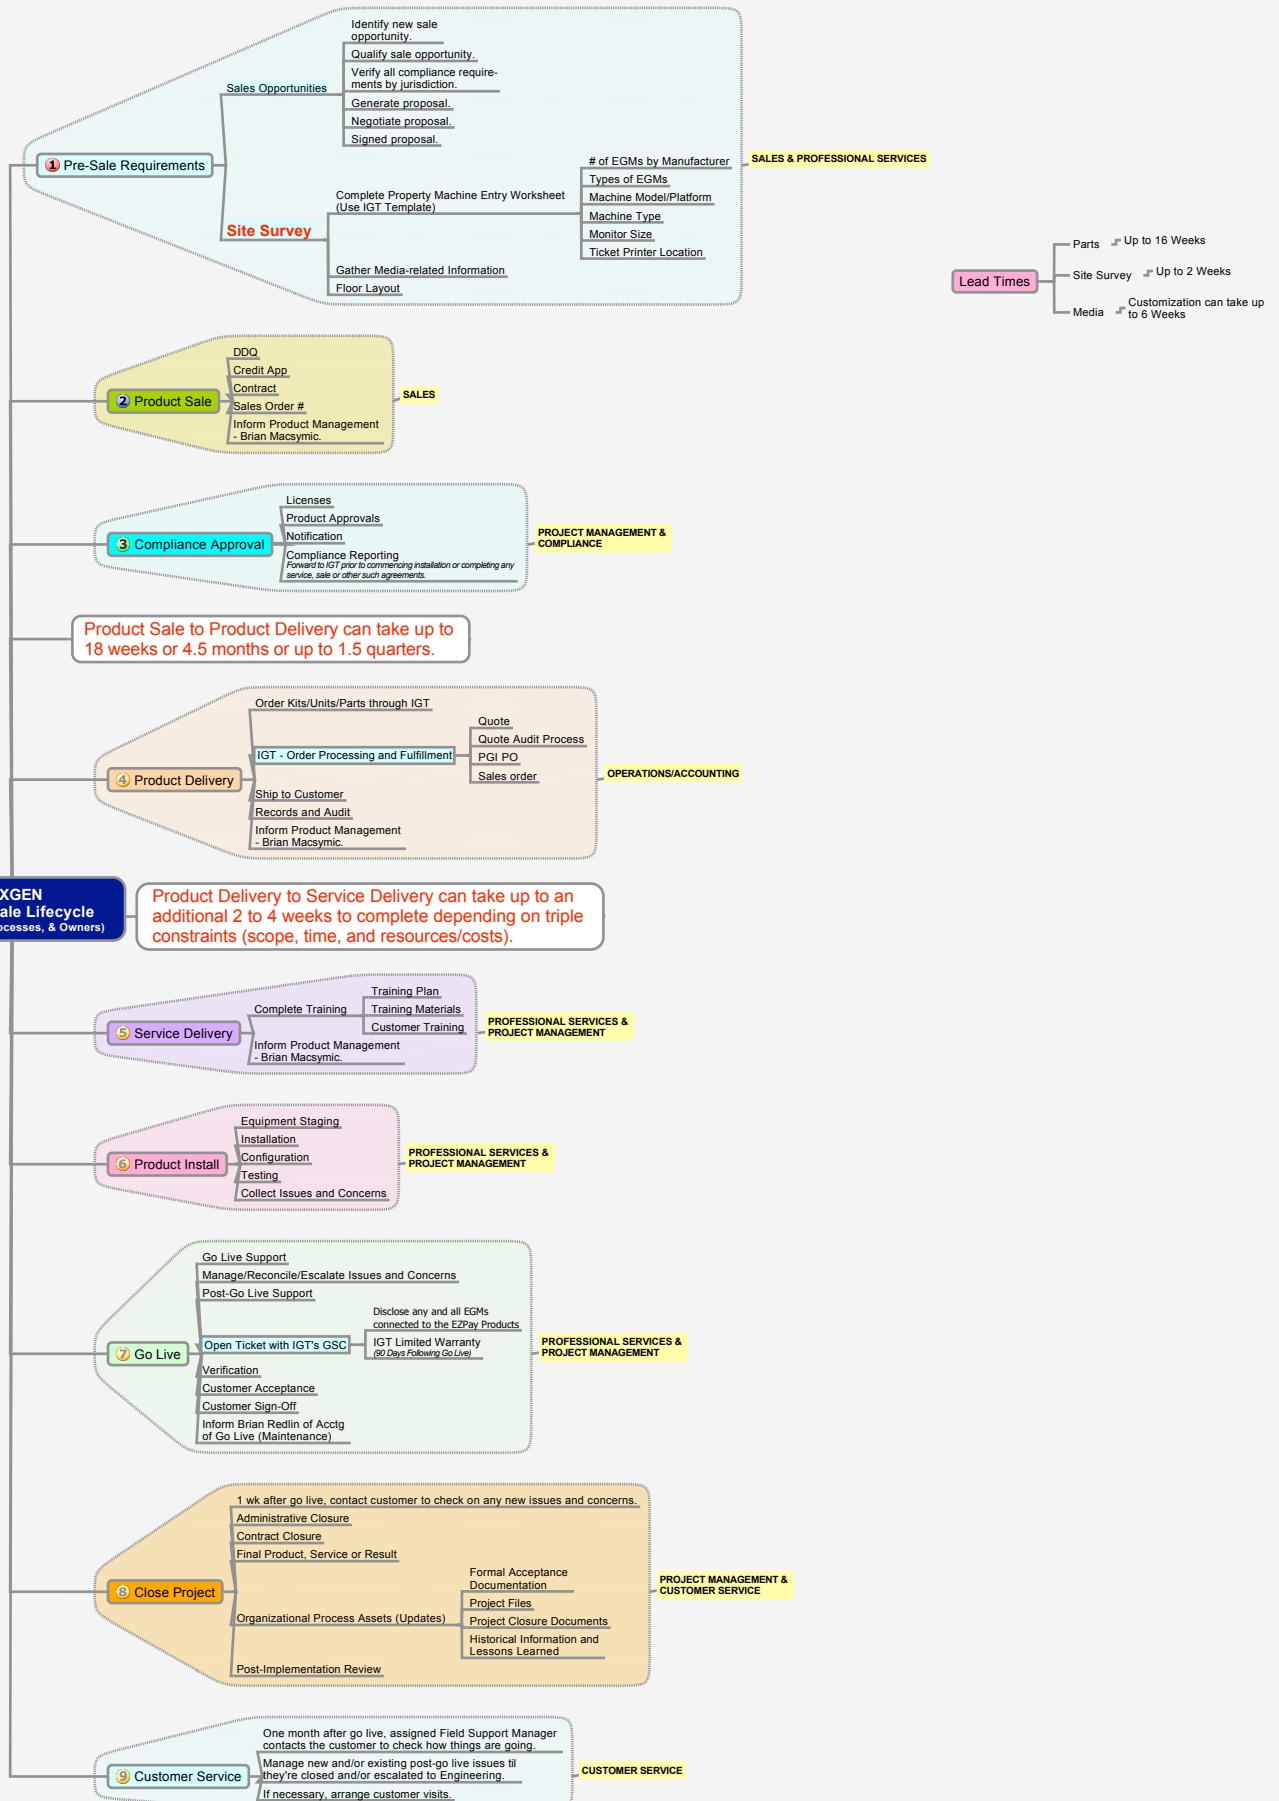 Identify new sale
opportunity.
Qualify sale opportunity.
Verify all compliance require-
ments by jurisdiction.
Sales Opportunities
Generate proposal.
Negotiate proposal.
Signed proposal.
1 Pre-Sale Requirements
SALES & PROFESSIONAL SERVICES
# of EGMs by Manufacturer
Types of EGMs
Complete Property Machine Entry Worksheet
(Use IGT Template)
Machine Model/Platform
Machine Type
Monitor Size
Ticket Printer Location
Site Survey
Gather Media-related Information
Floor Layout
Lead Times
Parts
Up to 16 Weeks
Site Survey
Up to 2 Weeks
Media
Customization can take up
to 6 Weeks
DDQ
Credit App
Contract
2 Product Sale
SALES
Sales Order #
Inform Product Management
- Brian Macsymic.
Licenses
Product Approvals
Notification
3 Compliance Approval
PROJECT MANAGEMENT &
COMPLIANCE
Compliance Reporting
Forward to IGT prior to commencing installation or completing any
service, sale or other such agreements.
Product Sale to Product Delivery can take up to
18 weeks or 4.5 months or up to 1.5 quarters.
Order Kits/Units/Parts through IGT
IGT - Order Processing and Fulfillment
Quote
Quote Audit Process
PGI PO
Sales order
4 Product Delivery
OPERATIONS/ACCOUNTING
Ship to Customer
Records and Audit
Inform Product Management
- Brian Macsymic.
XGEN
ale Lifecycle
ocesses, & Owners)
Product Delivery to Service Delivery can take up to an
additional 2 to 4 weeks to complete depending on triple
constraints (scope, time, and resources/costs).
Complete Training
Training Plan
Training Materials
Customer Training
5 Service Delivery
PROFESSIONAL SERVICES &
PROJECT MANAGEMENT
Inform Product Management
- Brian Macsymic.
Equipment Staging
Installation
Configuration
6 Product Install
PROFESSIONAL SERVICES &
PROJECT MANAGEMENT
Testing
Collect Issues and Concerns
Go Live Support
Manage/Reconcile/Escalate Issues and Concerns
Post-Go Live Support
Open Ticket with IGT's GSC
Disclose any and all EGMs
connected to the EZPay Products
IGT Limited Warranty
(90 Days Following Go Live)
7 Go Live
PROFESSIONAL SERVICES &
PROJECT MANAGEMENT
Verification
Customer Acceptance
Customer Sign-Off
Inform Brian Redlin of Acctg
of Go Live (Maintenance)
1 wk after go live, contact customer to check on any new issues and concerns.
Administrative Closure
Contract Closure
Final Product, Service or Result
8 Close Project
PROJECT MANAGEMENT &
CUSTOMER SERVICE
Organizational Process Assets (Updates)
Formal Acceptance
Documentation
Project Files
Project Closure Documents
Historical Information and
Lessons Learned
Post-Implementation Review
One month after go live, assigned Field Support Manager
contacts the customer to check how things are going.
9 Customer Service
CUSTOMER SERVICE
Manage new and/or existing post-go live issues til
they're closed and/or escalated to Engineering.
If necessary, arrange customer visits.